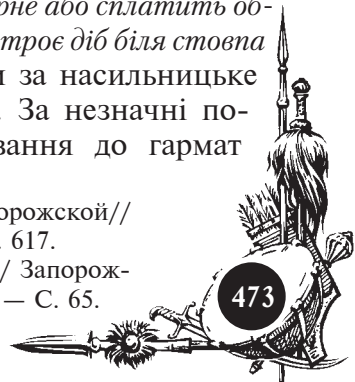 рне або сплатить об-
троє діб біля стовпа
и за насильницьке
. За незначні по-
вання до гармат
орожской//
. 617.
/ Запорож-
— С. 65.
473